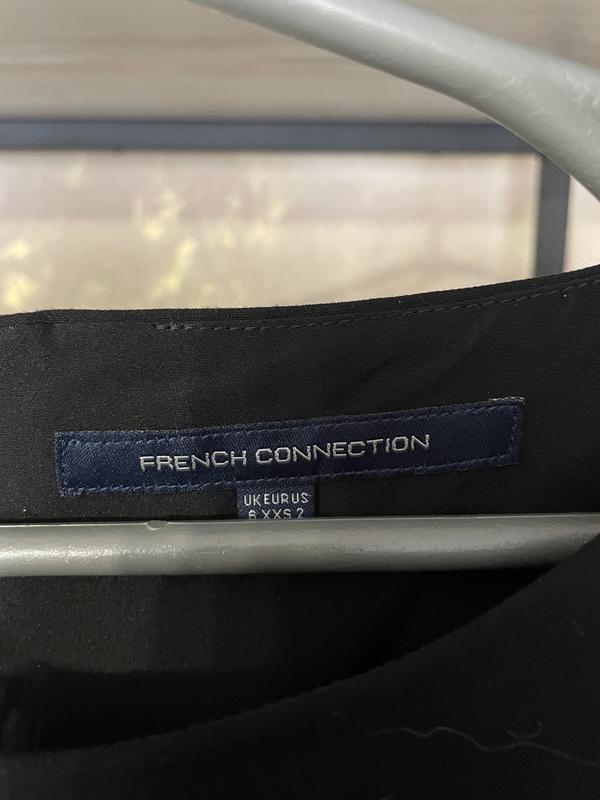 FRENCH CONNECTION
UK EUR US
6 XXS 2